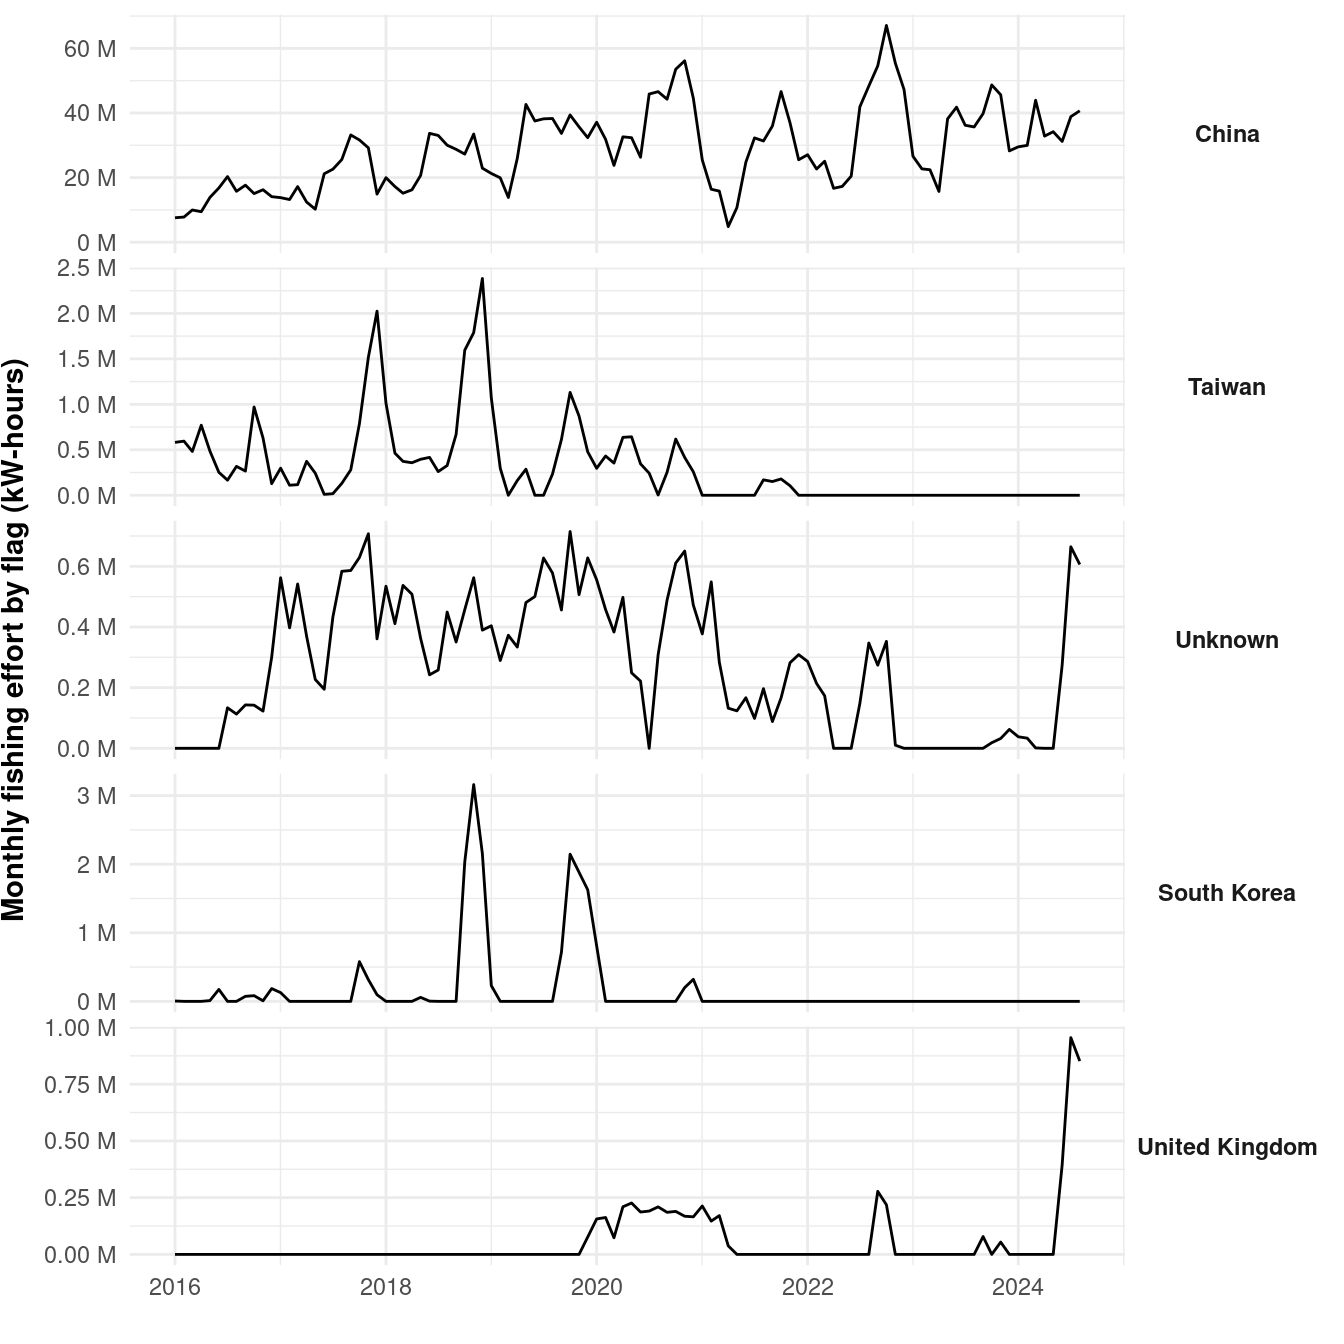 Monthly fishing effort by flag (kW-hours)
60 M
40 M
20 M
0 M
China
2.5 M
2.0 M
1.5 M
1.0 M
0.5 M
0.0 M
Taiwan
0.6 M
0.4 M
0.2 M
0.0 M
Unknown
3 M
2 M
1 M
0 M
South Korea
1.00 M
0.75 M
0.50 M
0.25 M
0.00 M
United Kingdom
2016 2018 2020 2022 2024